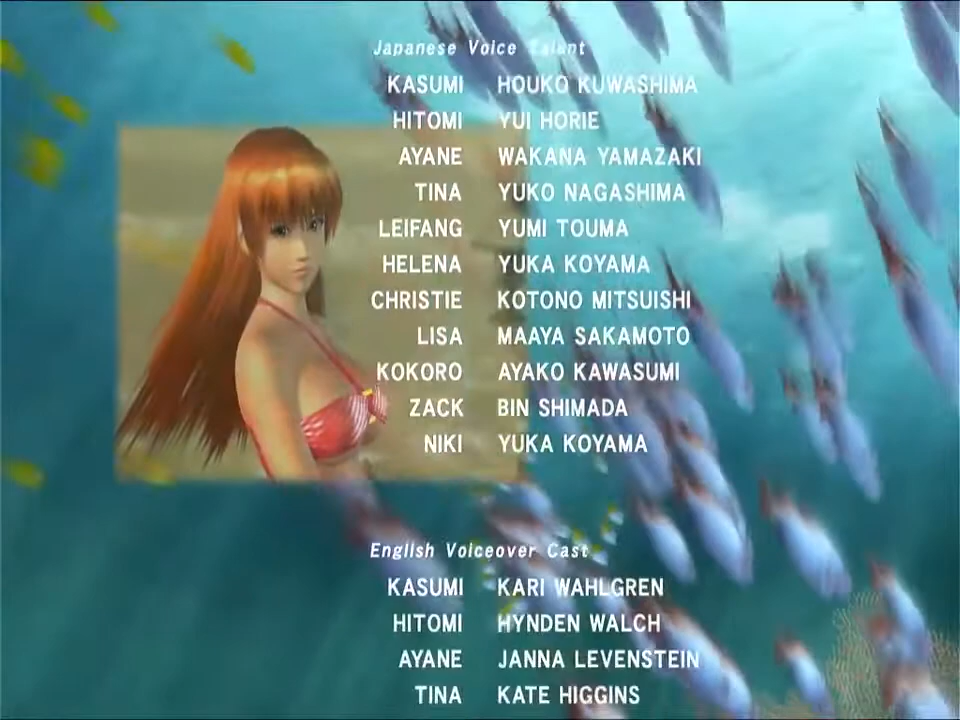 Japanese Voice Talent
KASUMI HOUKO KUWASHIMA
HITOMI YUI HORIE
AYANE WAKANA YAMAZAKI
TINA YUKO NAGASHIMA
LEIFANG YUMI TOUMA
HELENA YUKA KOYAMA
CHRISTIE KOTONO MITSUISHI
LISA MAAYA SAKAMOTO
KOKORO AYAKO KAWASUMI
ZACK BIN SHIMADA
NIKI YUKA KOYAMA
English Voiceover Cast
KASUMI KARI WAHLGREN
HITOMI HYNDEN WALCH
AYANE JANNA LEVENSTEIN
TINA KATE HIGGINS